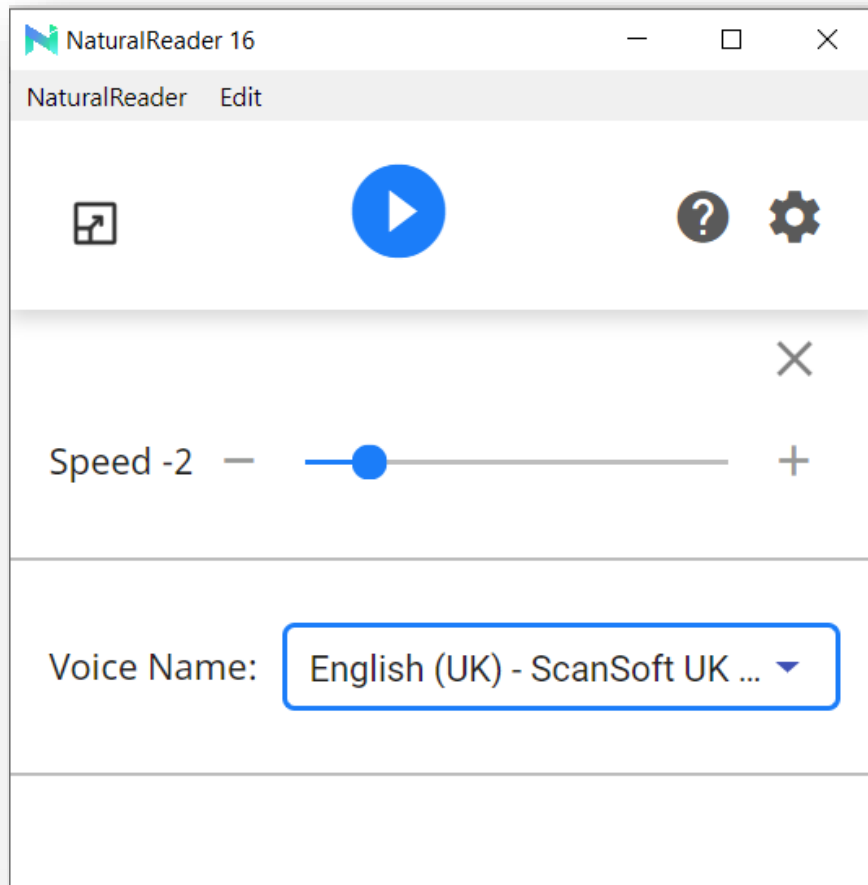 NaturalReader 16
NaturalReader Edit
Speed -2
Voice Name: English (UK) - ScanSoft UK ...